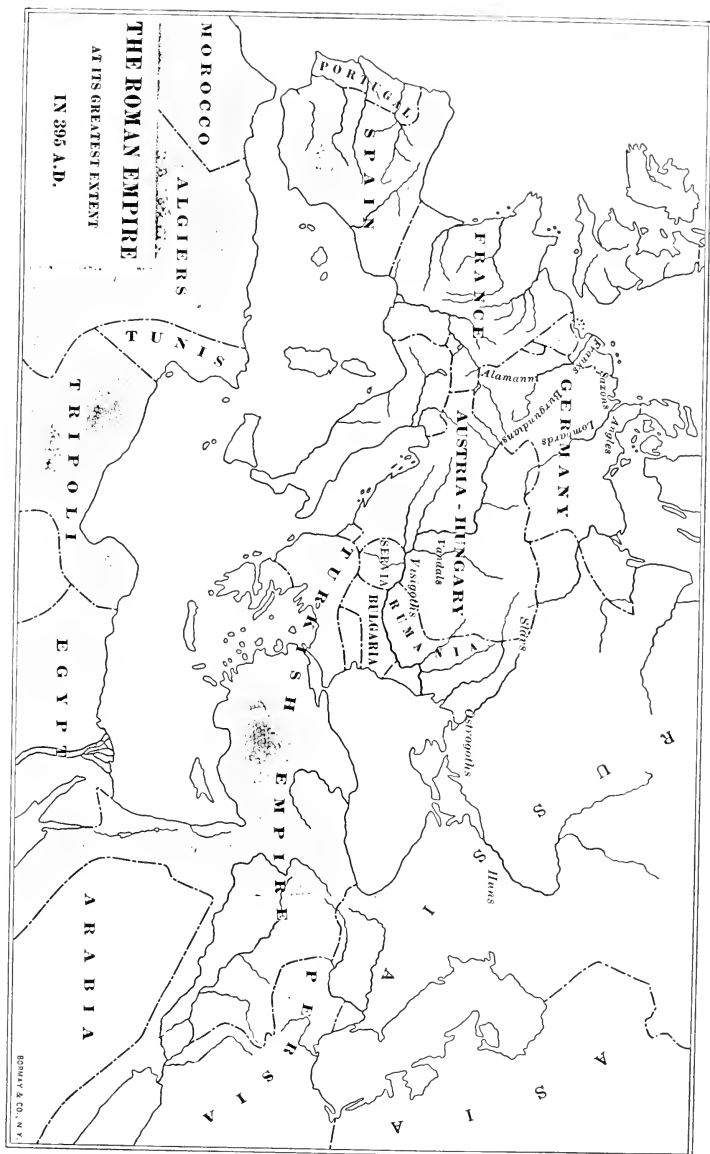 THE ROMAN EMPIRE
AT ITS GREATEST EXTENT
IN 395 A.D.
MOROCCO
ALGIERS
TUNIS
TRIPOLI
EGYPT
ARABIA
PORTUGAL
SPAIN
FRANCE
GERMANY
Franks
Saxons
Angles
Lombards
Burgundians
Alamanni
AUSTRIA-HUNGARY
Vandals
Visigoths
SERVIA
RUMANIA
BULGARIA
Slavs
Ostrogoths
Huns
RUSSIA
TURKISH EMPIRE
PERSIA
ASIA
BORMAY & CO., N.Y.